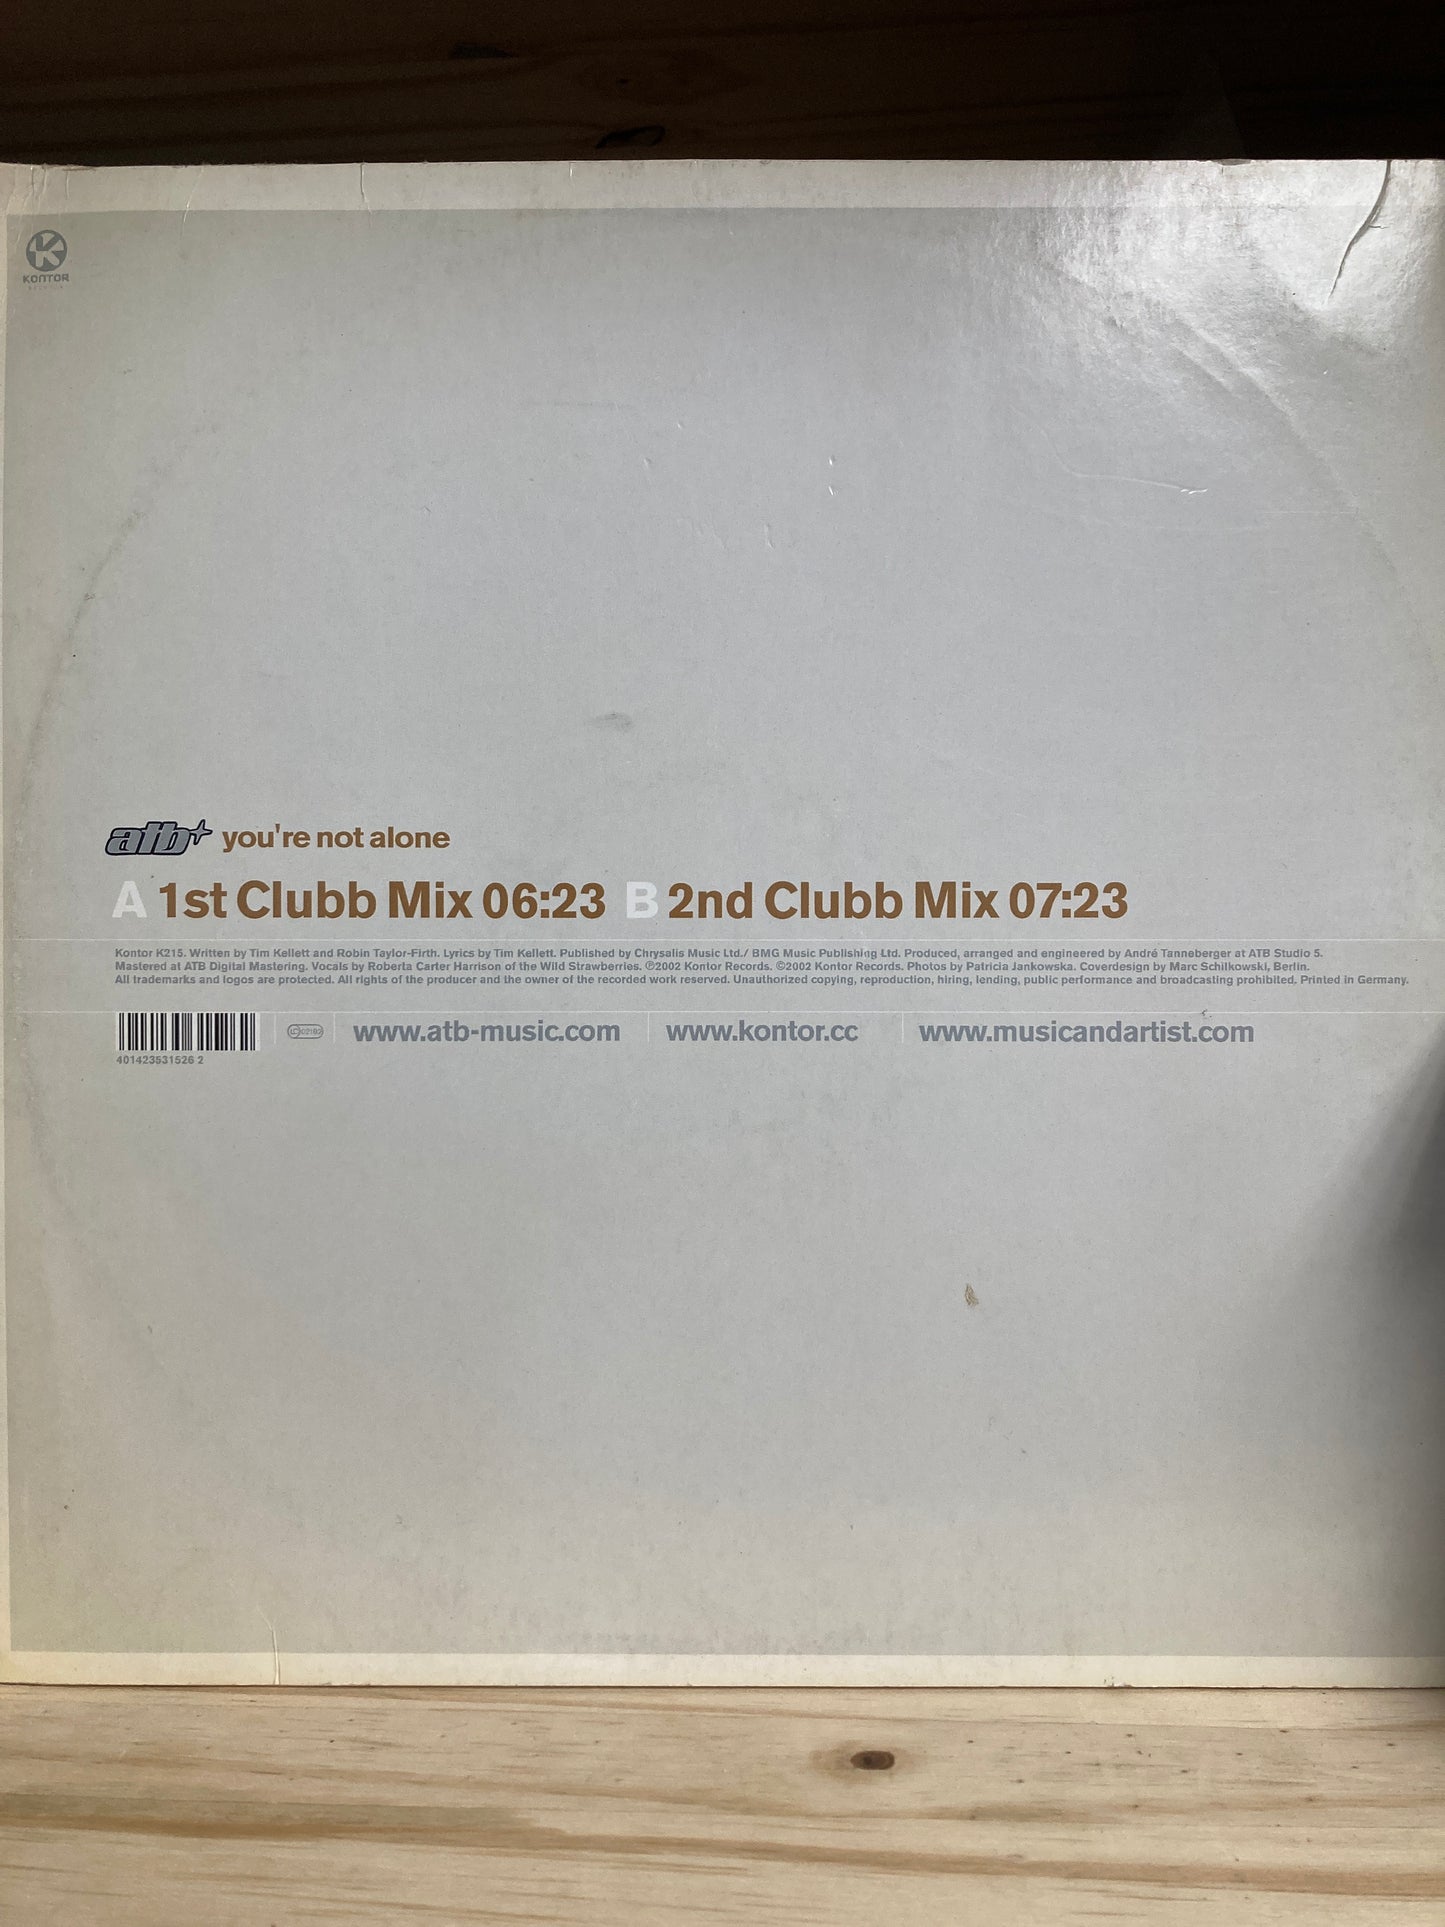 KONTOR
atb you're not alone
A 1st Clubb Mix 06:23 B 2nd Clubb Mix 07:23
Kontor K215. Written by Tim Kellett and Robin Taylor-Firth. Lyrics by Tim Kellett. Published by Chrysalis Music Ltd./ BMG Music Publishing Ltd. Produced, arranged and engineered by André Tanneberger at ATB Studio 5.
Mastered at ATB Digital Mastering. Vocals by Roberta Carter Harrison of the Wild Strawberries. ℗2002 Kontor Records. ©2002 Kontor Records. Photos by Patricia Jankowska. Coverdesign by Marc Schilkowski, Berlin.
All trademarks and logos are protected. All rights of the producer and the owner of the recorded work reserved. Unauthorized copying, reproduction, hiring, lending, public performance and broadcasting prohibited. Printed in Germany.
www.atb-music.com www.kontor.cc www.musicandartist.com
401423531526 2